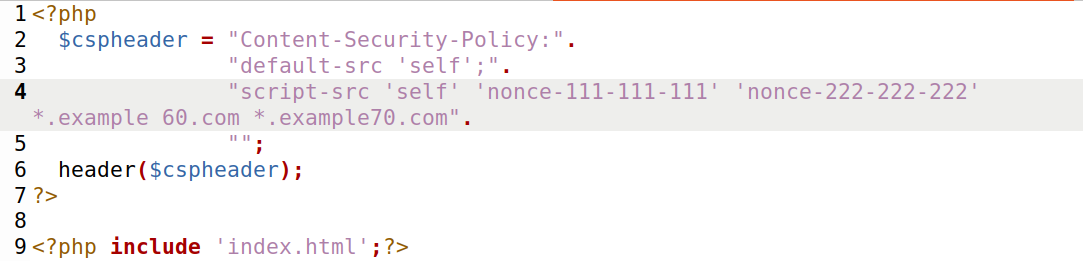 1 <?php
2   $cspheader = "Content-Security-Policy:".
3                "default-src 'self';".
4                "script-src 'self' 'nonce-111-111-111' 'nonce-222-222-222'
*.example 60.com *.example70.com".
5                "";
6   header($cspheader);
7 ?>
8
9 <?php include 'index.html';?>